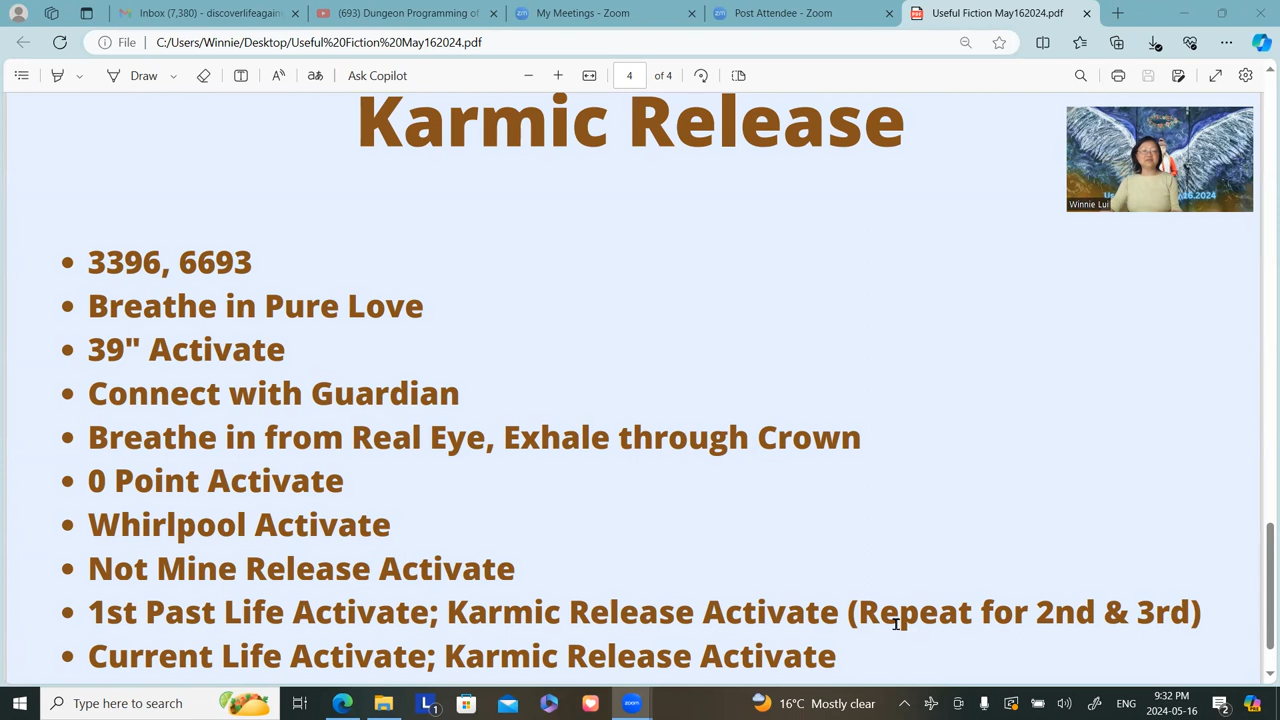 Inbox (7,380) - discoverlifeagain
(693) Dungeon Programming of
My Meetings - Zoom
Post Attendee - Zoom
Useful Fiction May162024.pdf
File
C:/Users/Winnie/Desktop/Useful%20Fiction%20May162024.pdf
Draw
Ask Copilot
4 of 4
Karmic Release
Winnie Lui
16.2024
• 3396, 6693
• Breathe in Pure Love
• 39" Activate
• Connect with Guardian
• Breathe in from Real Eye, Exhale through Crown
• 0 Point Activate
• Whirlpool Activate
• Not Mine Release Activate
• 1st Past Life Activate; Karmic Release Activate (Repeat for 2nd & 3rd)
• Current Life Activate; Karmic Release Activate
Type here to search
16°C Mostly clear
9:32 PM
2024-05-16